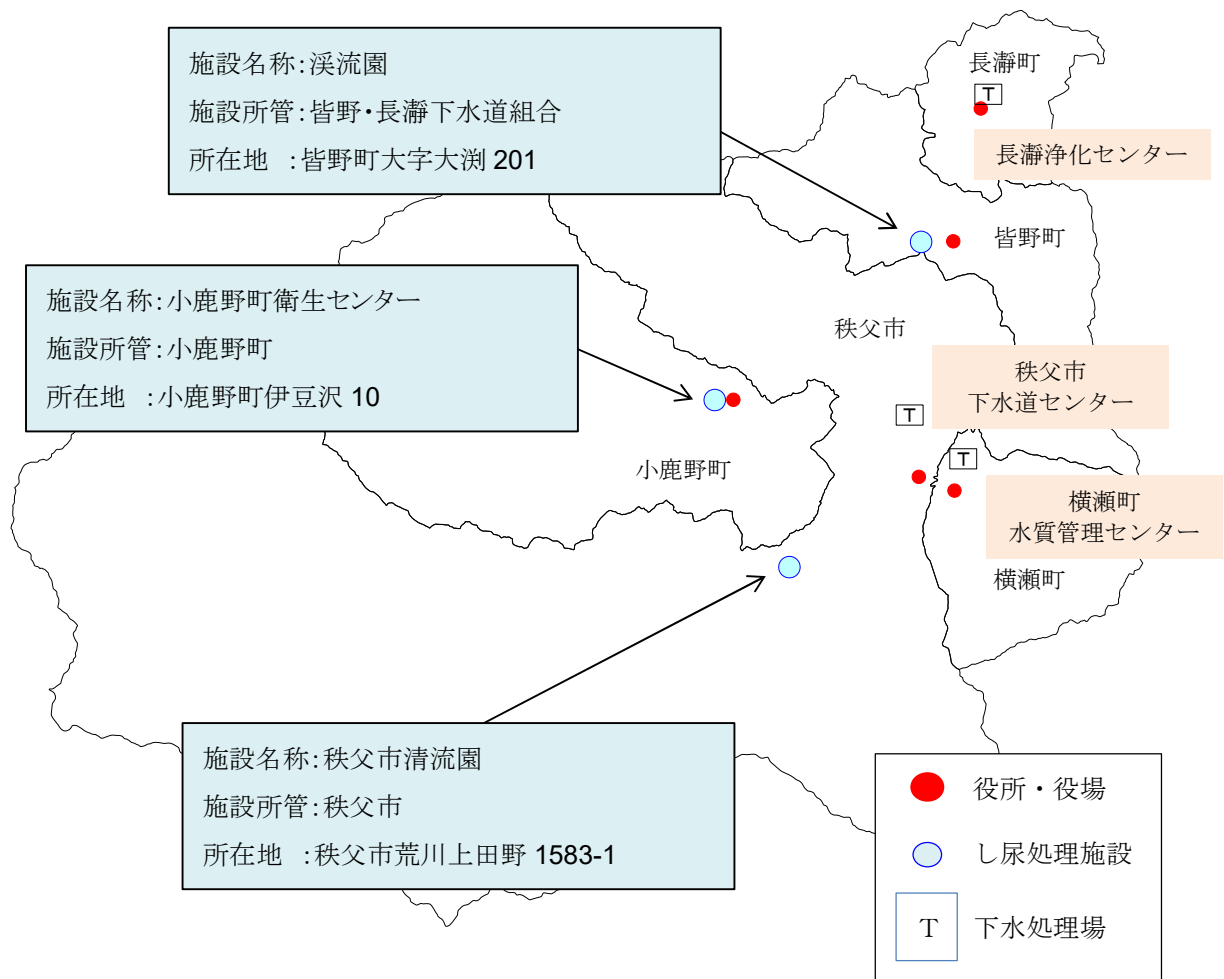 施設名称:渓流園
施設所管:皆野・長瀞下水道組合
所在地 :皆野町大字大渕 201
長瀞町
T
長瀞浄化センター
皆野町
施設名称:小鹿野町衛生センター
施設所管:小鹿野町
所在地 :小鹿野町伊豆沢 10
秩父市
秩父市
下水道センター
T
小鹿野町
T
横瀬町
水質管理センター
横瀬町
施設名称:秩父市清流園
施設所管:秩父市
所在地 :秩父市荒川上田野 1583-1
役所・役場
し尿処理施設
T 下水処理場